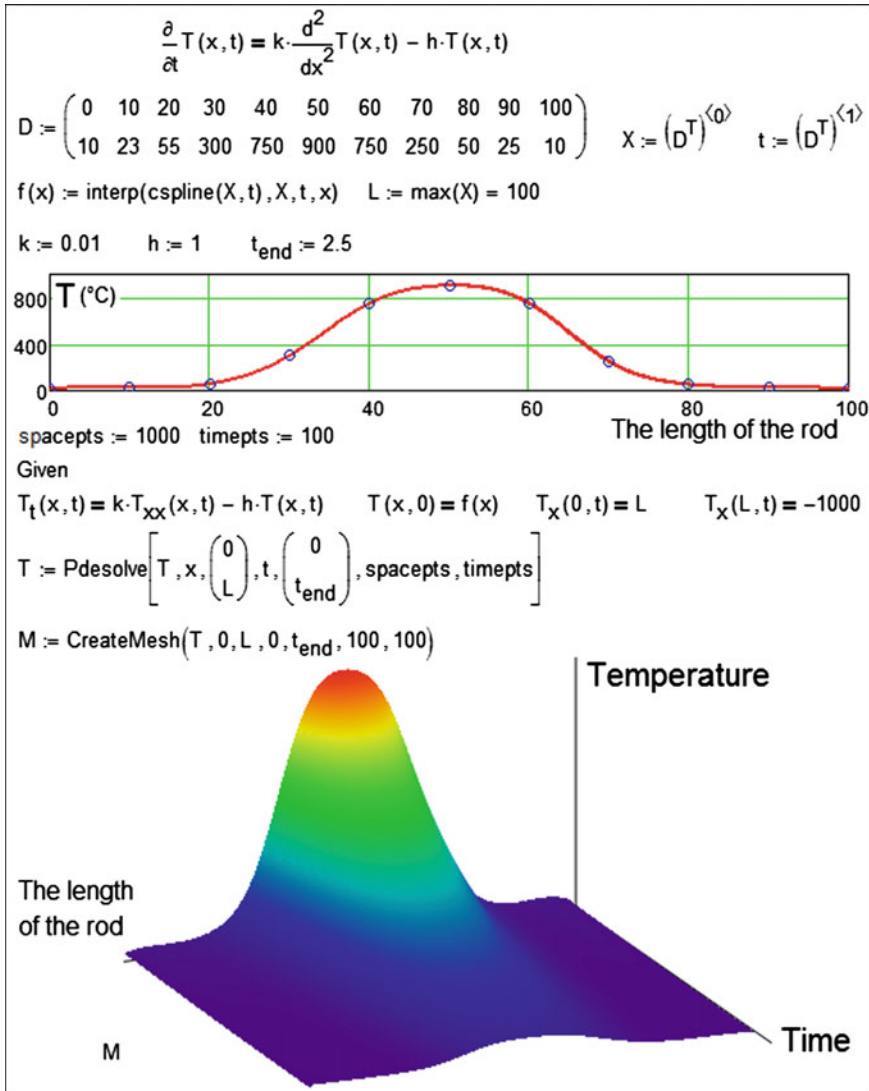 ∂/∂t T(x,t) = k·d²/dx² T(x,t) − h·T(x,t)
D := (0 10 20 30 40 50 60 70 80 90 100
10 23 55 300 750 900 750 250 50 25 10) X := (Dᵀ)^⟨0⟩ t := (Dᵀ)^⟨1⟩
f(x) := interp(cspline(X,t),X,t,x) L := max(X) = 100
k := 0.01 h := 1 t_end := 2.5
T (°C)
800
400
0
0 20 40 60 80 100
The length of the rod
spacepts := 1000 timepts := 100
Given
T_t(x,t) = k·T_xx(x,t) − h·T(x,t) T(x,0) = f(x) T_x(0,t) = L T_x(L,t) = −1000
T := Pdesolve[T,x,(0 L),t,(0 t_end),spacepts,timepts]
M := CreateMesh(T,0,L,0,t_end,100,100)
Temperature
The length
of the rod
Time
M